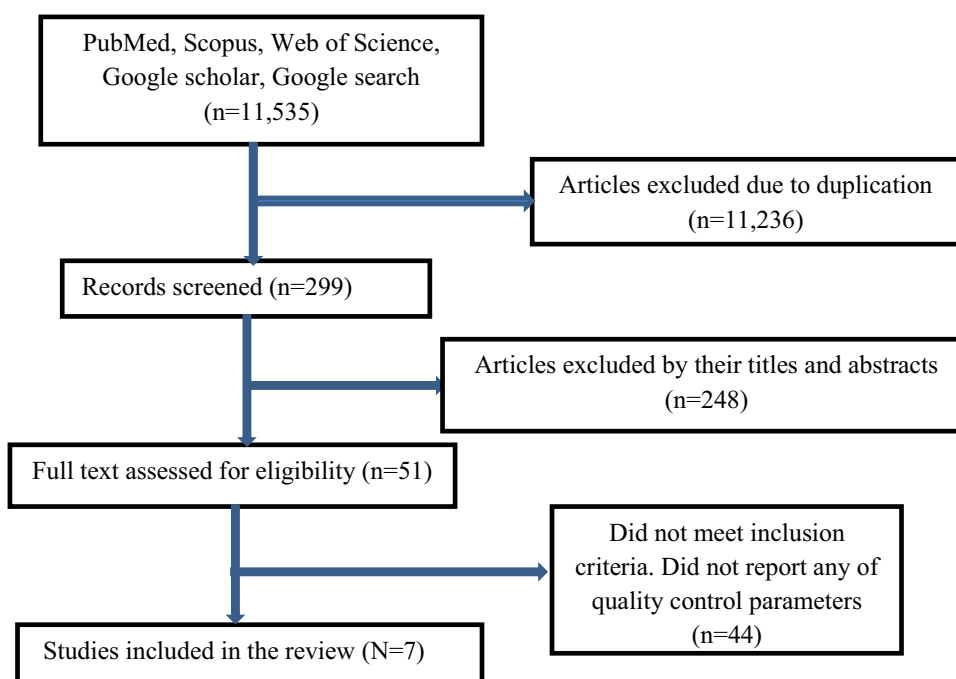 PubMed, Scopus, Web of Science,
Google scholar, Google search
(n=11,535)
Articles excluded due to duplication
(n=11,236)
Records screened (n=299)
Articles excluded by their titles and abstracts
(n=248)
Full text assessed for eligibility (n=51)
Did not meet inclusion
criteria. Did not report any of
quality control parameters
(n=44)
Studies included in the review (N=7)